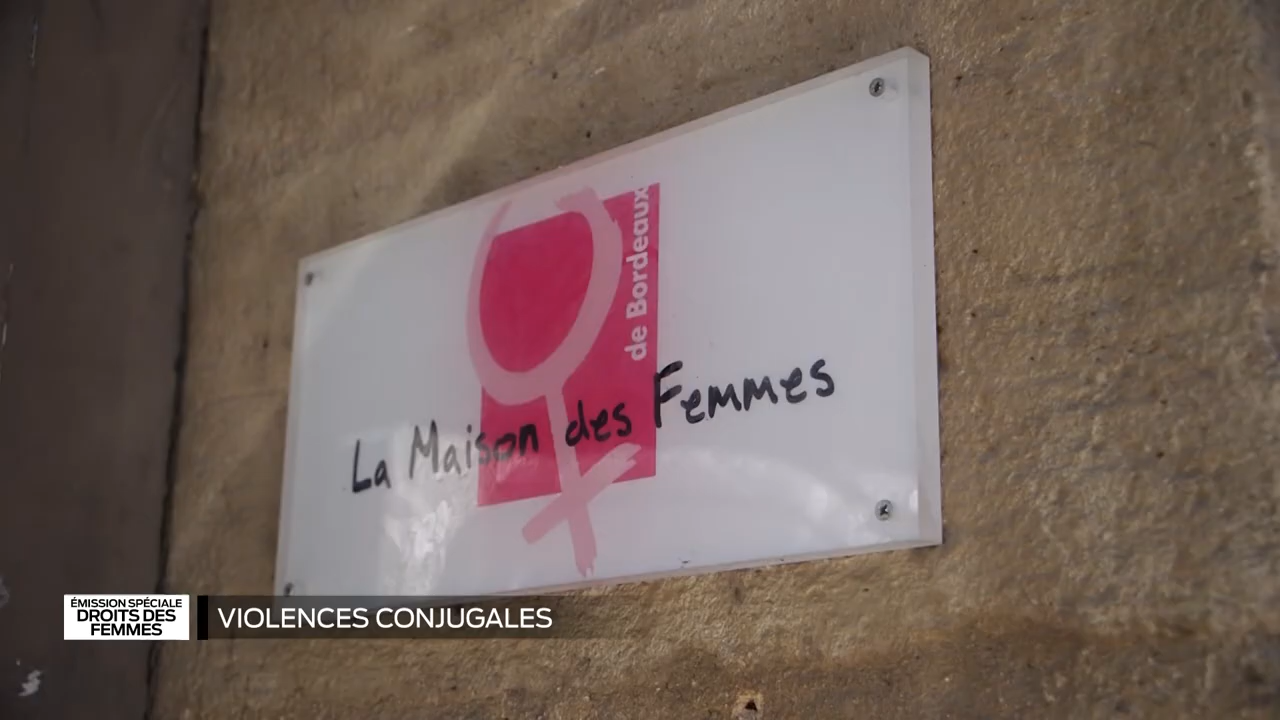 de Bordeaux
La Maison des Femmes
ÉMISSION SPÉCIALE
DROITS DES
FEMMES
VIOLENCES CONJUGALES